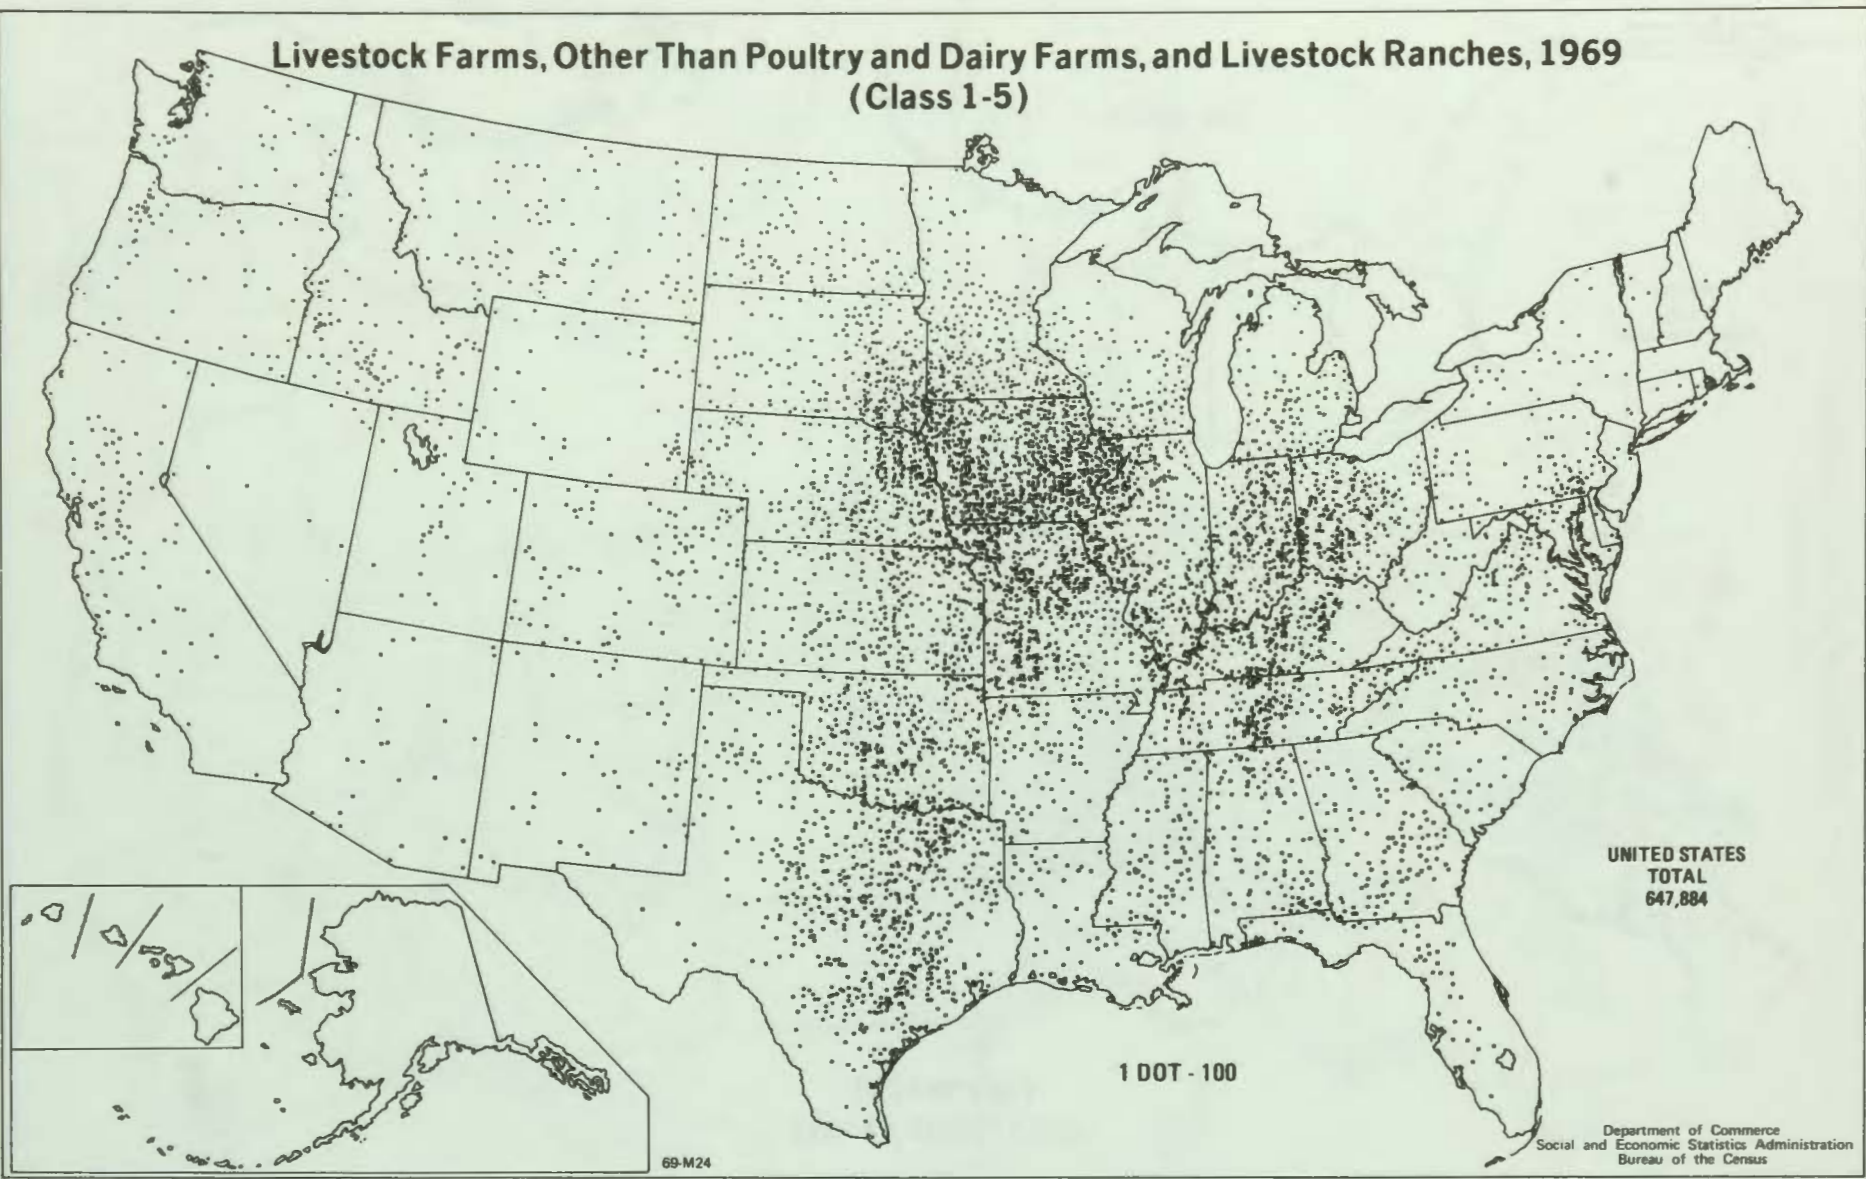 Livestock Farms, Other Than Poultry and Dairy Farms, and Livestock Ranches, 1969
(Class 1-5)
UNITED STATES
TOTAL
647,884
1 DOT - 100
Department of Commerce
Social and Economic Statistics Administration
Bureau of the Census
69-M24